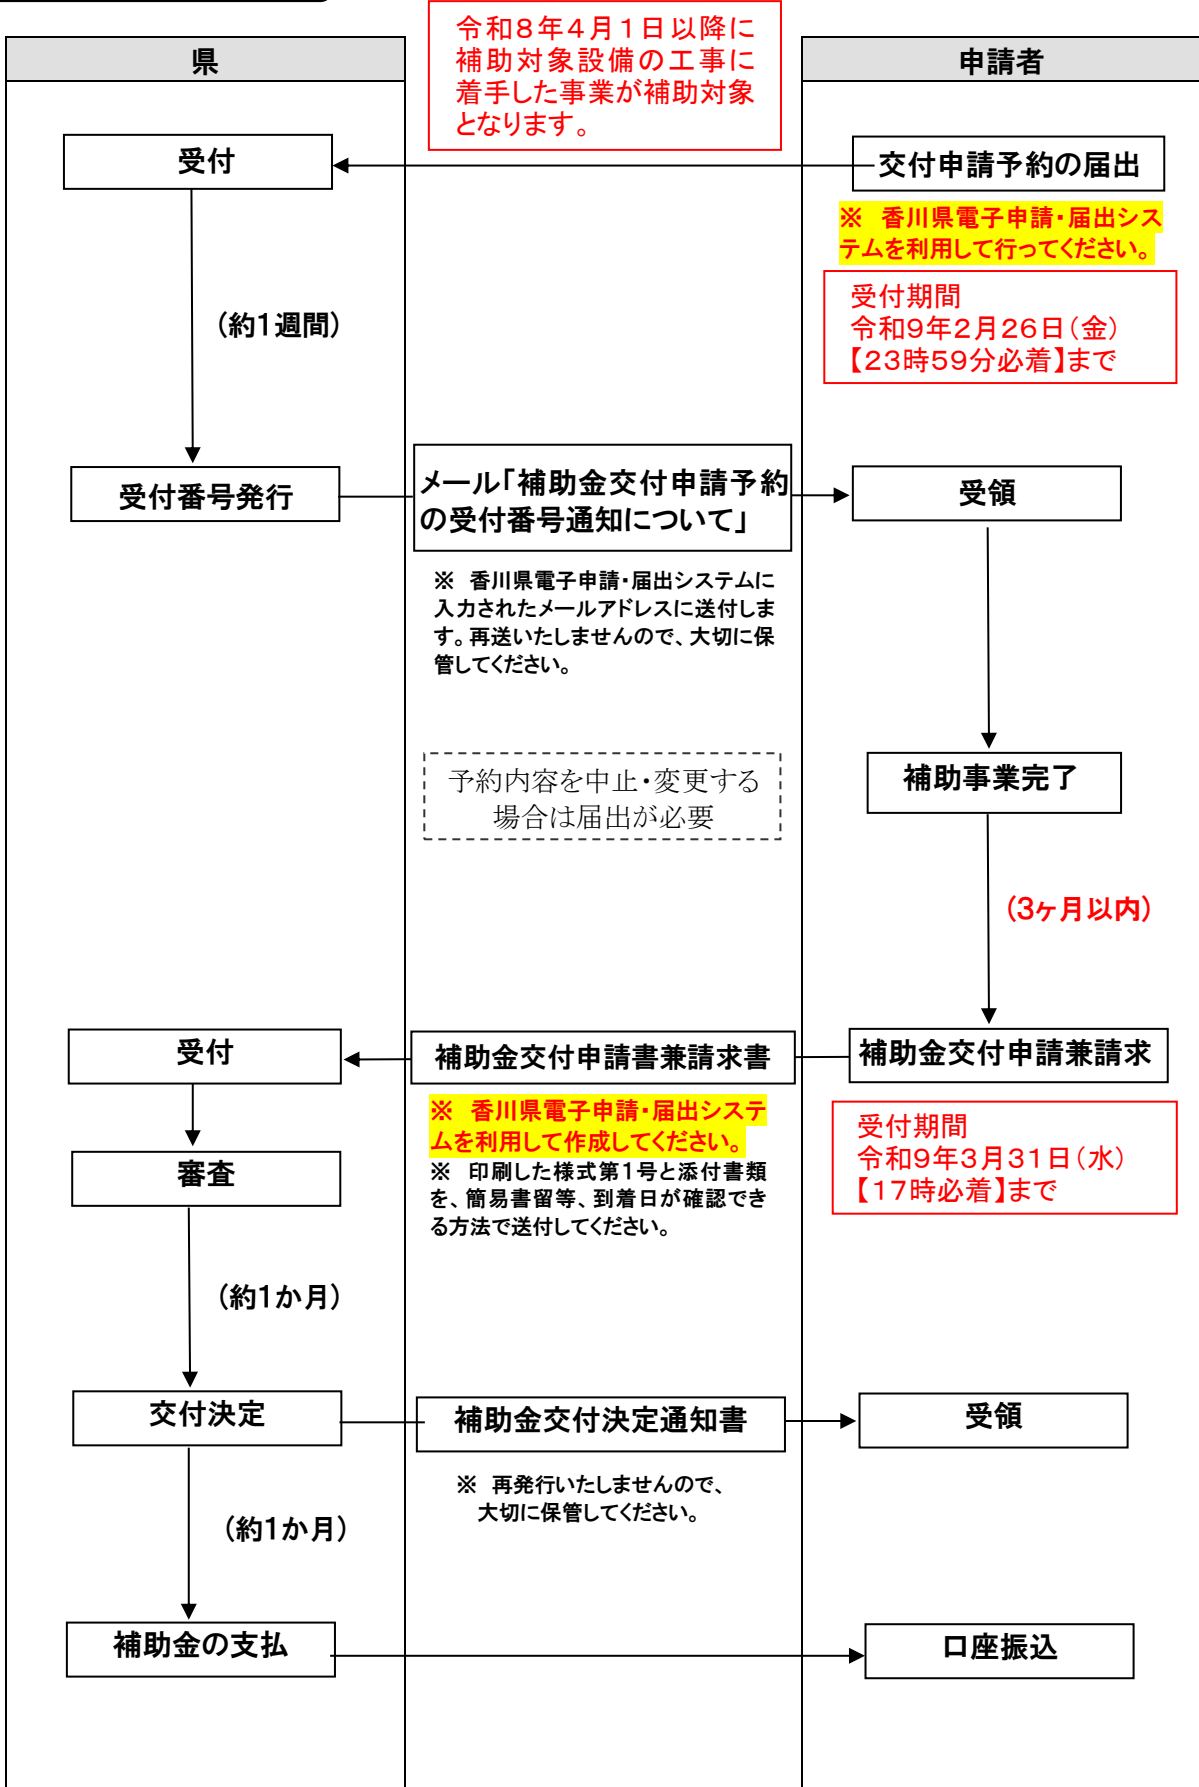 令和8年4月1日以降に
補助対象設備の工事に
着手した事業が補助対象
となります。
県
申請者
受付
交付申請予約の届出
※　香川県電子申請・届出シス
テムを利用して行ってください。
受付期間
令和9年2月26日（金）
【23時59分必着】まで
（約1週間）
受付番号発行
メール「補助金交付申請予約
の受付番号通知について」
受領
※　香川県電子申請・届出システムに
入力されたメールアドレスに送付しま
す。再送いたしませんので、大切に保
管してください。
予約内容を中止・変更する
場合は届出が必要
補助事業完了
（3ヶ月以内）
受付
補助金交付申請書兼請求書
補助金交付申請兼請求
※　香川県電子申請・届出システ
ムを利用して作成してください。
※　印刷した様式第1号と添付書類
を、簡易書留等、到着日が確認でき
る方法で送付してください。
受付期間
令和9年3月31日（水）
【17時必着】まで
審査
（約1か月）
交付決定
補助金交付決定通知書
受領
※　再発行いたしませんので、
大切に保管してください。
（約1か月）
補助金の支払
口座振込